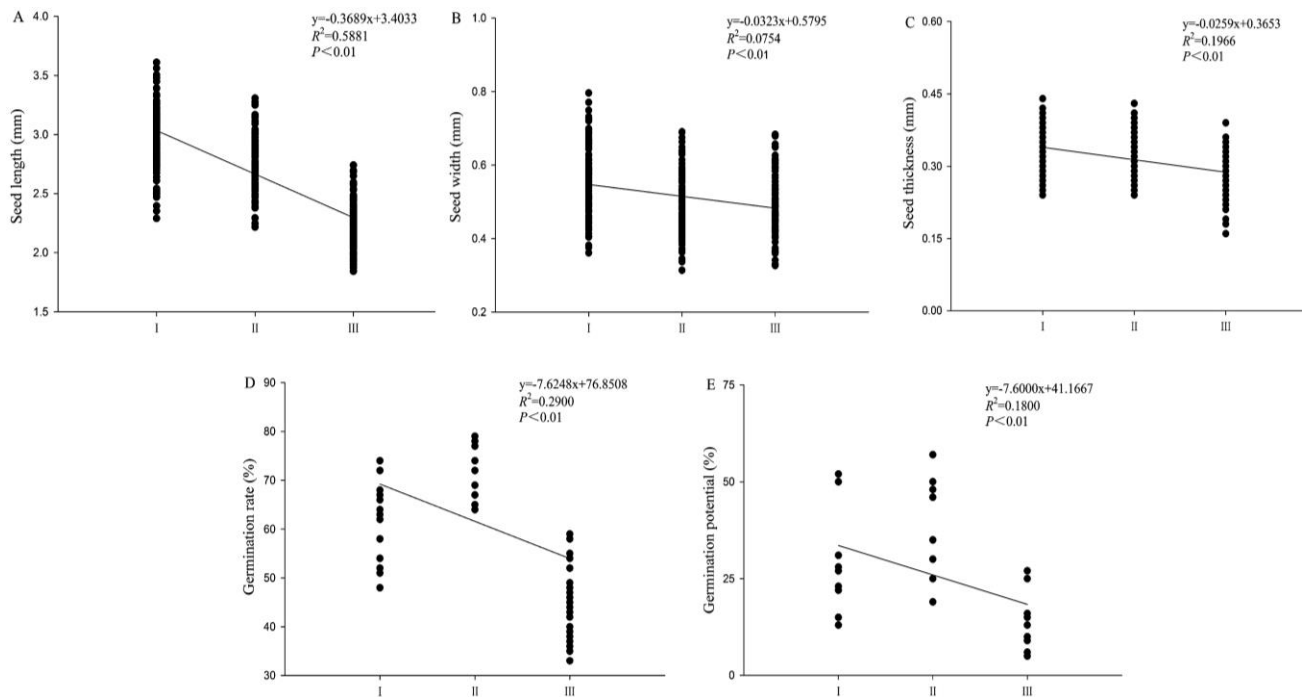 A
y=-0.3689x+3.4033
R²=0.5881
P<0.01
4.0
3.5
3.0
2.5
2.0
1.5
Seed length (mm)
I II III
B
y=-0.0323x+0.5795
R²=0.0754
P<0.01
1.0
0.8
0.6
0.4
0.2
Seed width (mm)
I II III
C
y=-0.0259x+0.3653
R²=0.1966
P<0.01
0.60
0.45
0.30
0.15
0.00
Seed thickness (mm)
I II III
D
y=-7.6248x+76.8508
R²=0.2900
P<0.01
90
80
70
60
50
40
30
Germination rate (%)
I II III
E
y=-7.6000x+41.1667
R²=0.1800
P<0.01
75
50
25
0
Germination potential (%)
I II III